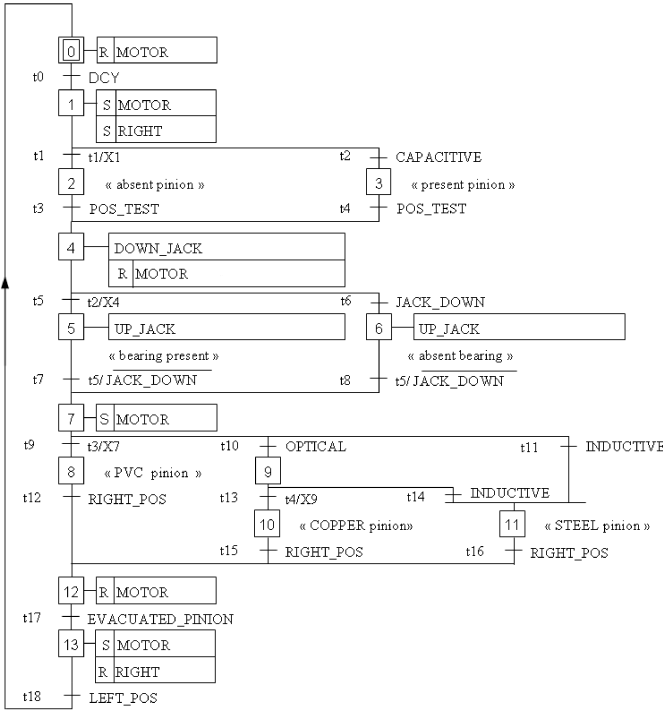 0 R MOTOR
t0 DCY
1 S MOTOR
S RIGHT
t1 t1/X1 t2 CAPACITIVE
2 « absent pinion » 3 « present pinion »
t3 POS_TEST t4 POS_TEST
4 DOWN_JACK
R MOTOR
t5 t2/X4 t6 JACK_DOWN
5 UP_JACK 6 UP_JACK
« bearing present » « absent bearing »
t7 t5/ JACK_DOWN t8 t5/ JACK_DOWN
7 S MOTOR
t9 t3/X7 t10 OPTICAL t11 INDUCTIVE
8 « PVC pinion » 9
t12 RIGHT_POS t13 t4/X9 t14 INDUCTIVE
10 « COPPER pinion» 11 « STEEL pinion »
t15 RIGHT_POS t16 RIGHT_POS
12 R MOTOR
t17 EVACUATED_PINION
13 S MOTOR
R RIGHT
t18 LEFT_POS